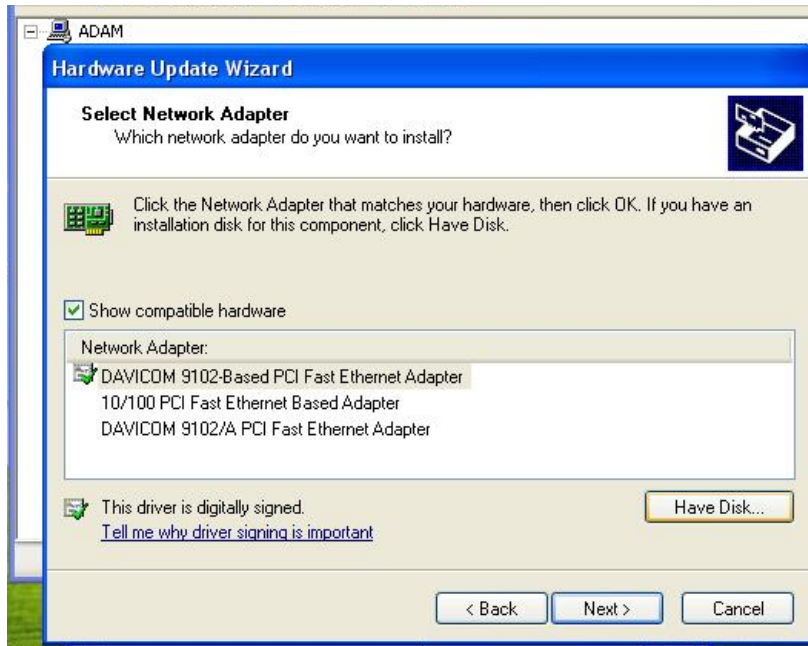 ADAM
Hardware Update Wizard
Select Network Adapter
Which network adapter do you want to install?
Click the Network Adapter that matches your hardware, then click OK. If you have an
installation disk for this component, click Have Disk.
Show compatible hardware
Network Adapter:
DAVICOM 9102-Based PCI Fast Ethernet Adapter
10/100 PCI Fast Ethernet Based Adapter
DAVICOM 9102/A PCI Fast Ethernet Adapter
This driver is digitally signed.
Have Disk...
Tell me why driver signing is important
< Back Next > Cancel